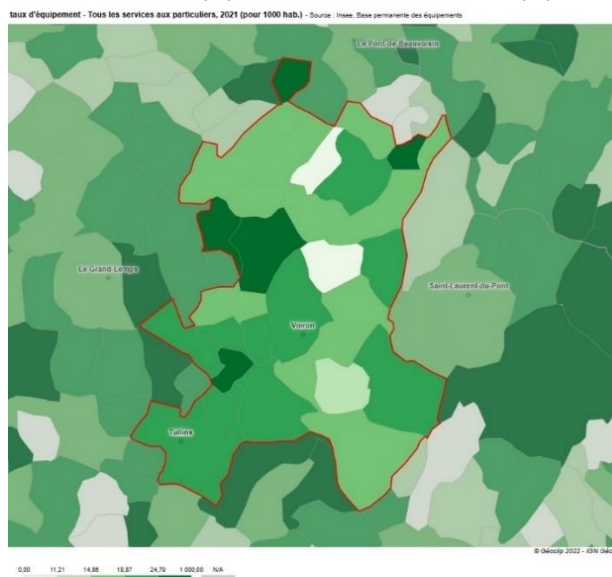 taux d'équipement - Tous les services aux particuliers, 2021 (pour 1000 hab.) - Source : Insee, Base permanente des équipements
Le Pont-de-Beauvoisin
Le Grand-Lemps
Saint-Laurent-du-Pont
Voiron
Tullins
© Géoclip 2022 - IGN Géo
0,00 11,21 14,85 18,87 24,79 1 000,00 N/A